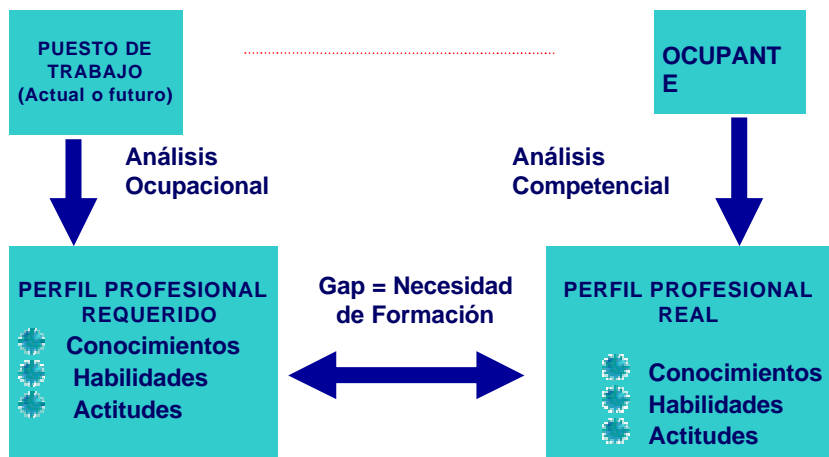 PUESTO DE
TRABAJO
(Actual o futuro)
OCUPANT
E
Análisis
Ocupacional
Análisis
Competencial
PERFIL PROFESIONAL
REQUERIDO
Conocimientos
Habilidades
Actitudes
Gap = Necesidad
de Formación
PERFIL PROFESIONAL
REAL
Conocimientos
Habilidades
Actitudes